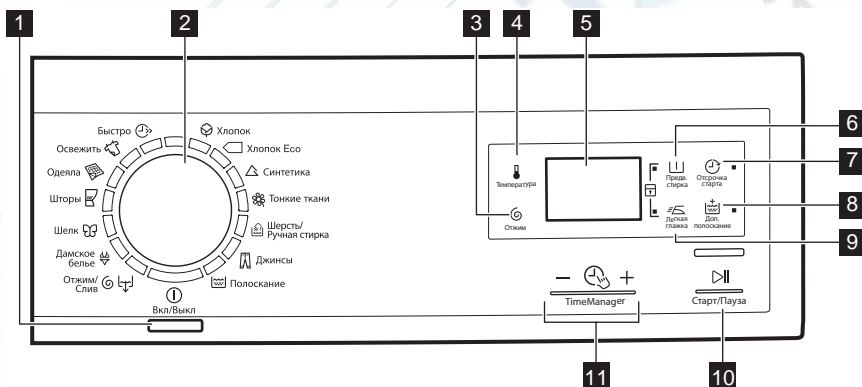 1
2
3
4
5
6
7
8
9
10
11
Быстро
Освежить
Одеяла
Шторы
Шелк
Дамское
белье
Отжим/
Слив
Вкл/Выкл
Хлопок
Хлопок Eco
Синтетика
Тонкие ткани
Шерсть/
Ручная стирка
Джинсы
Полоскание
Температура
Отжим
Предв.
стирка
Отсрочка
старта
Легкая
глажка
Доп.
полоскание
TimeManager
Старт/Пауза